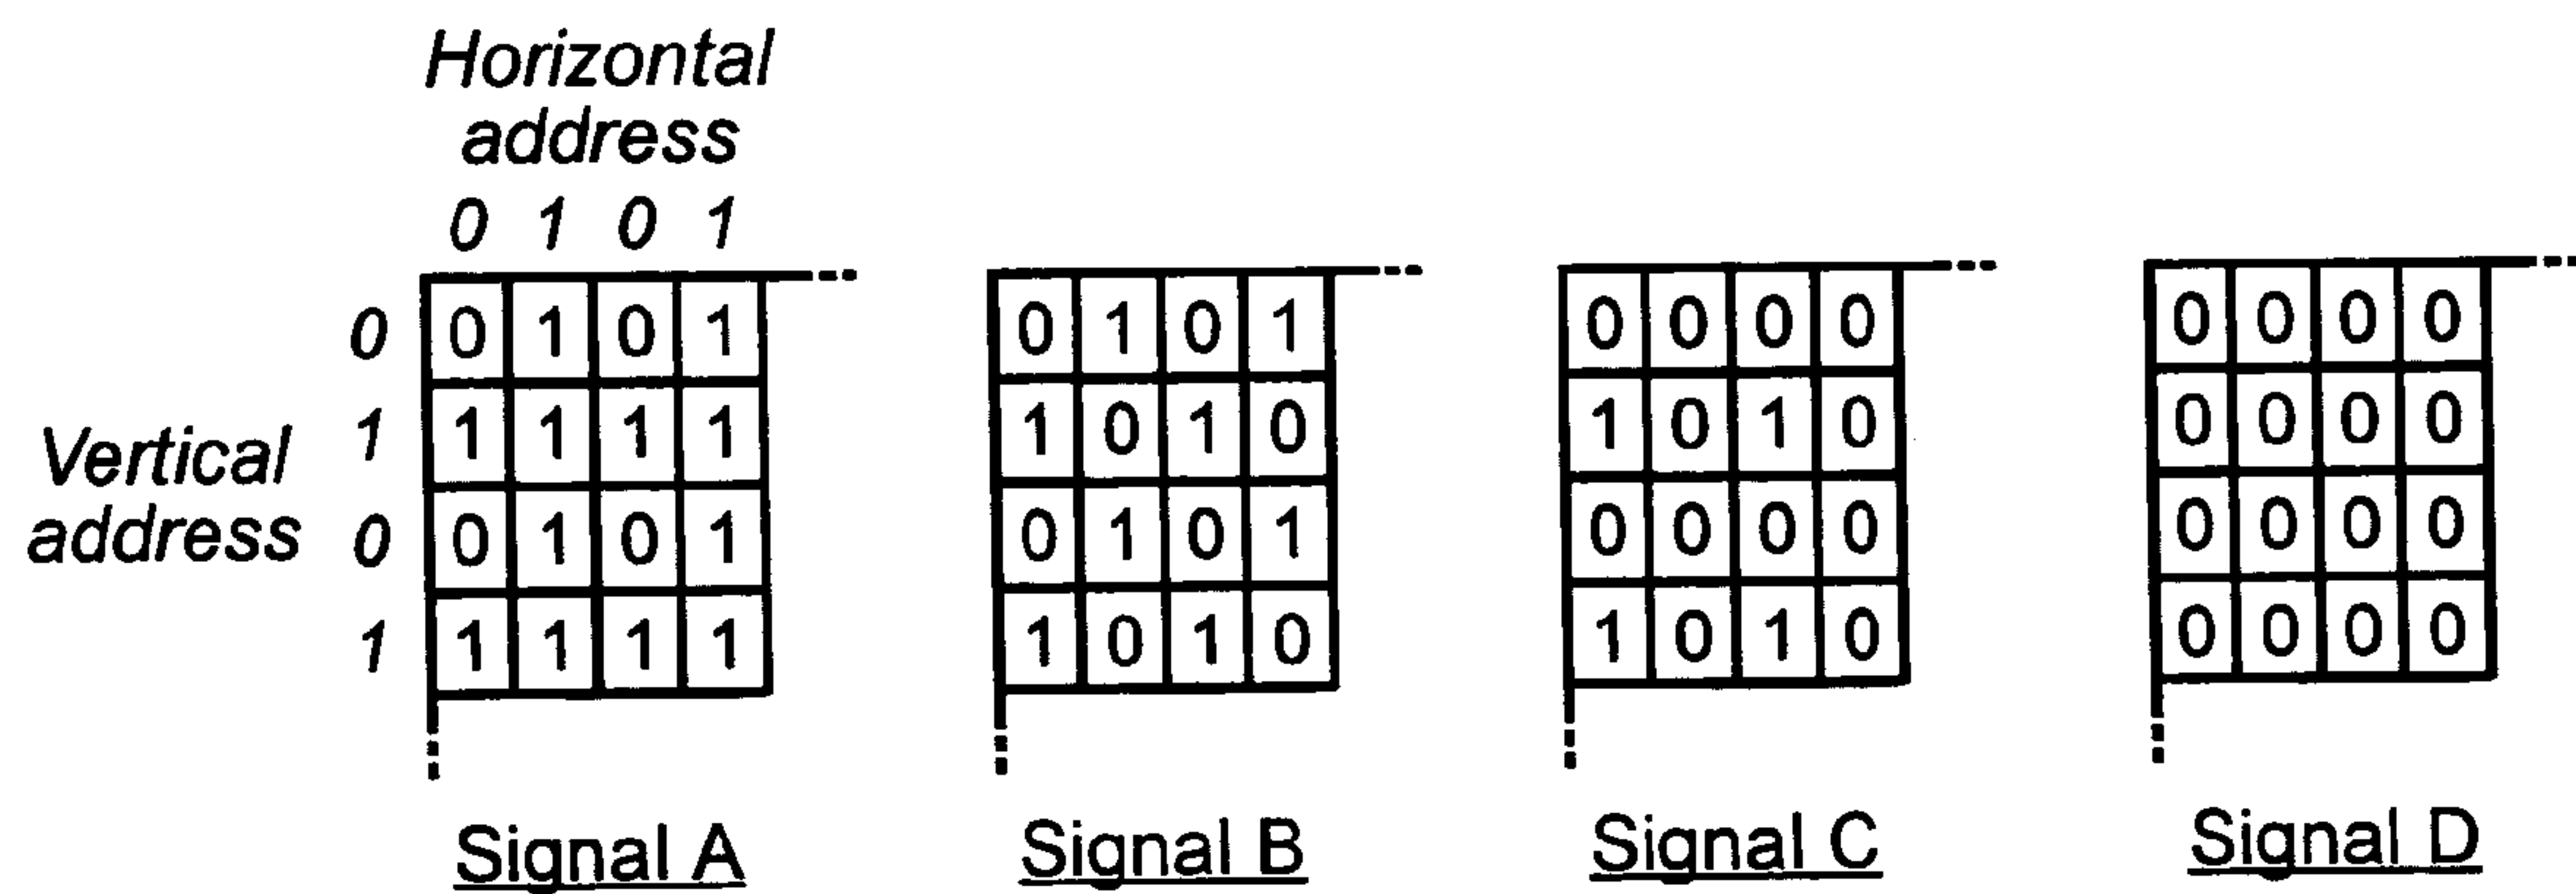 Horizontal
address
0 1 0 1
0 0 1 0 1 0 1 0 1 0 0 0 0 0 0 0 0
1 1 1 1 1 1 0 1 0 1 0 1 0 0 0 0 0
Vertical
address
0 0 1 0 1 0 1 0 1 0 0 0 0 0 0 0 0
1 1 1 1 1 1 0 1 0 1 0 1 0 0 0 0 0
Signal A Signal B Signal C Signal D